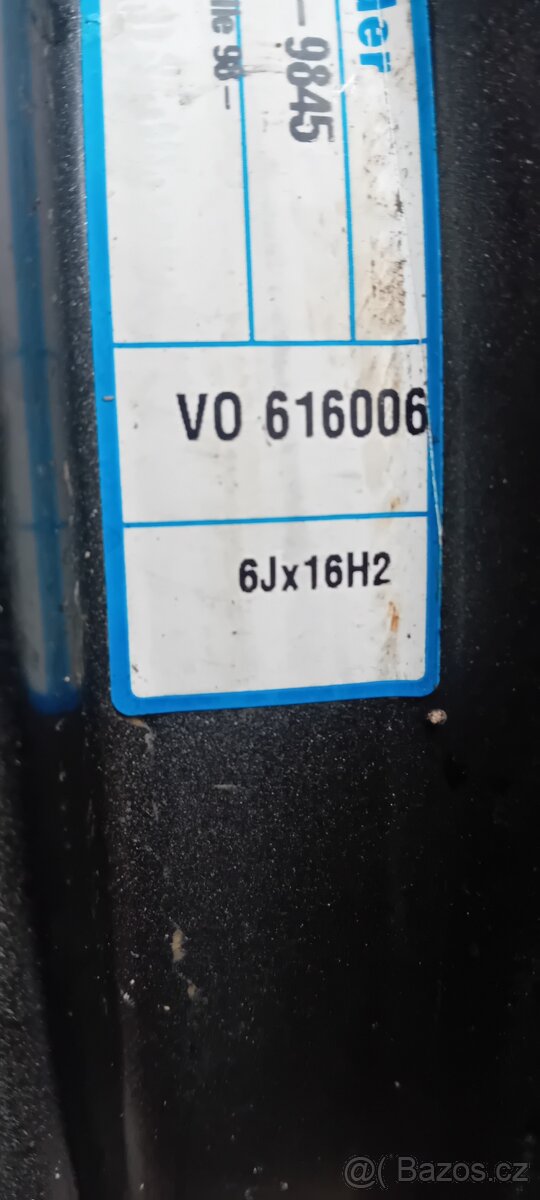 – 9845
VO 616006
6Jx16H2
@ Bazos.cz